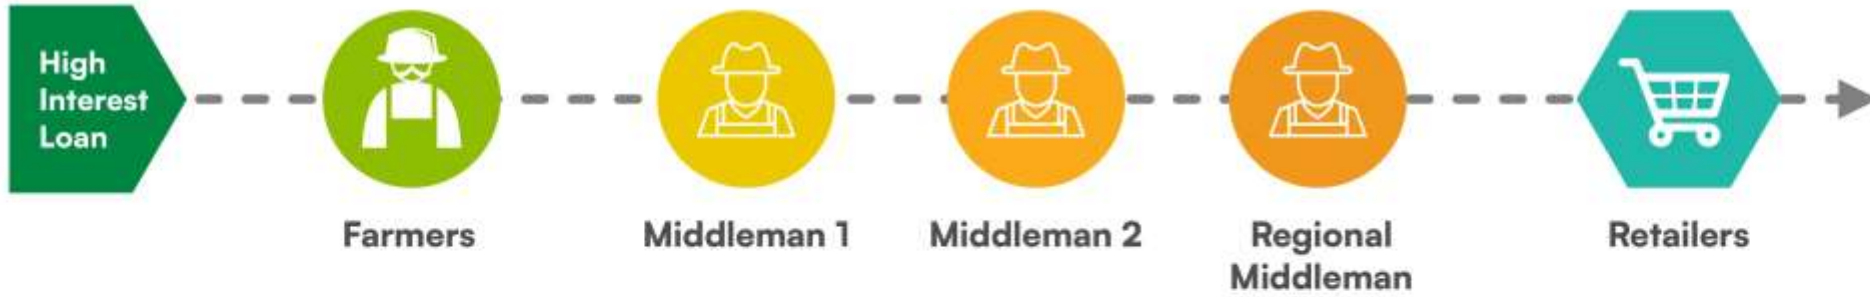 High
Interest
Loan
Farmers
Middleman 1
Middleman 2
Regional
Middleman
Retailers